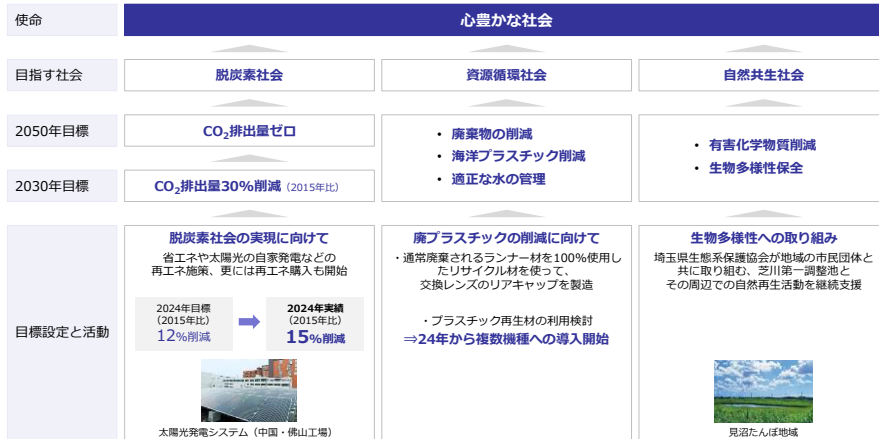 使命
心豊かな社会
目指す社会
脱炭素社会
資源循環社会
自然共生社会
2050年目標
CO₂排出量ゼロ
2030年目標
CO₂排出量30%削減（2015年比）
・ 廃棄物の削減
・ 海洋プラスチック削減
・ 適正な水の管理
・ 有害化学物質削減
・ 生物多様性保全
目標設定と活動
脱炭素社会の実現に向けて
省エネや太陽光の自家発電などの
再エネ施策、更には再エネ購入も開始
2024年目標
（2015年比）
12%削減
2024年実績
（2015年比）
15%削減
太陽光発電システム（中国・佛山工場）
廃プラスチックの削減に向けて
・通常廃棄されるランナー材を100%使用し
たリサイクル材を使って、
交換レンズのリアキャップを製造
・プラスチック再生材の利用検討
⇒24年から複数機種への導入開始
生物多様性への取り組み
埼玉県生態系保護協会が地域の市民団体と
共に取り組む、芝川第一調整池と
その周辺での自然再生活動を継続支援
見沼たんぼ地域